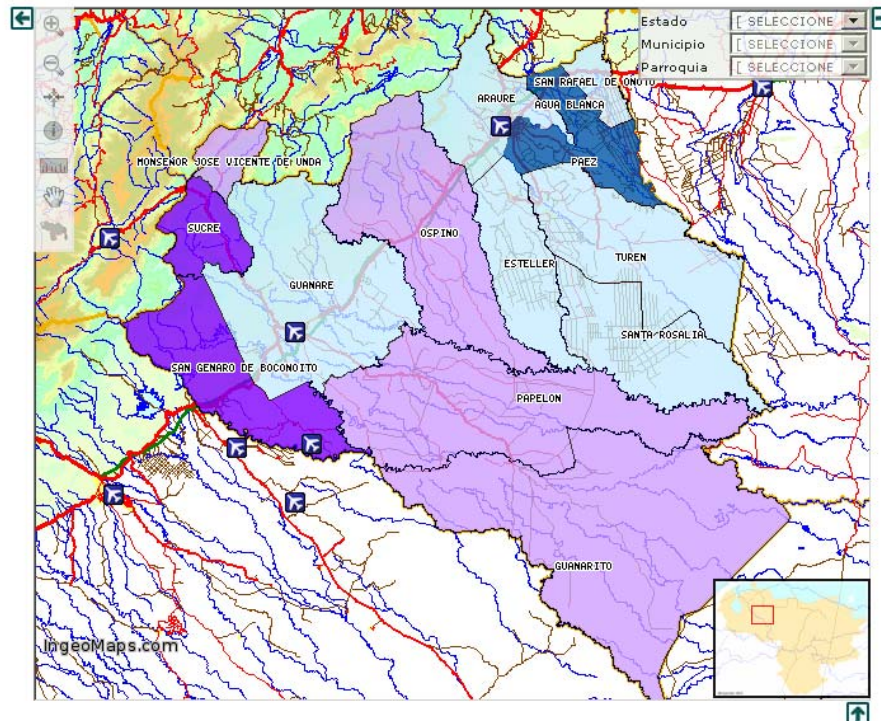 Estado [ SELECCIONE
Municipio [ SELECCIONE
Parroquia [ SELECCIONE
SAN RAFAEL DE ONOTO
ARAURE
AGUA BLANCA
MONSEÑOR JOSE VICENTE DE UNDA
PAEZ
SUCRE
OSPINO
TUREN
ESTELLER
GUANARE
SANTA ROSALIA
SAN GENARO DE BOCONOITO
PAPELON
GUANARITO
IngeoMaps.com